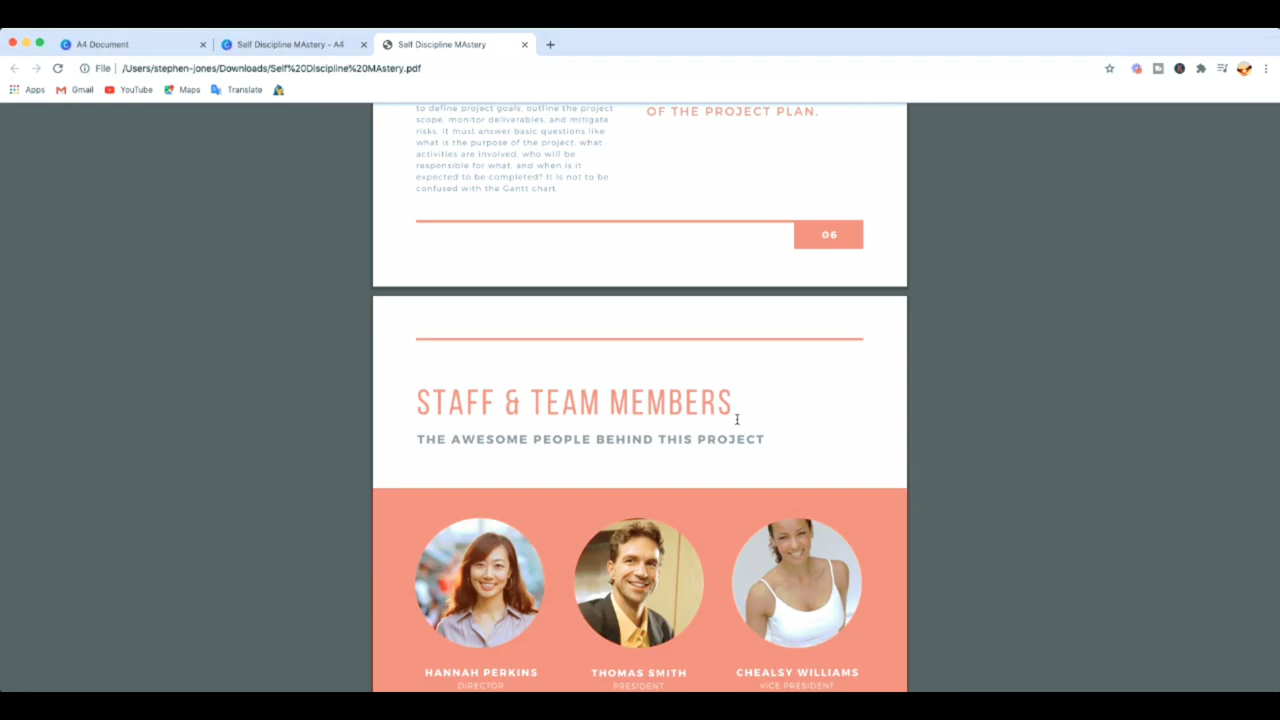 A4 Document
Self Discipline MAstery - A4
Self Discipline MAstery
File
/Users/stephen-jones/Downloads/Self%20Discipline%20MAstery.pdf
Apps
Gmail
YouTube
Maps
Translate
to define project goals, outline the project
scope, monitor deliverables, and mitigate
risks. It must answer basic questions like
what is the purpose of the project, what
activities are involved, who will be
responsible for what, and when is it
expected to be completed? It is not to be
confused with the Gantt chart.
OF THE PROJECT PLAN.
06
STAFF & TEAM MEMBERS
THE AWESOME PEOPLE BEHIND THIS PROJECT
HANNAH PERKINS
DIRECTOR
THOMAS SMITH
PRESIDENT
CHEALSY WILLIAMS
VICE PRESIDENT